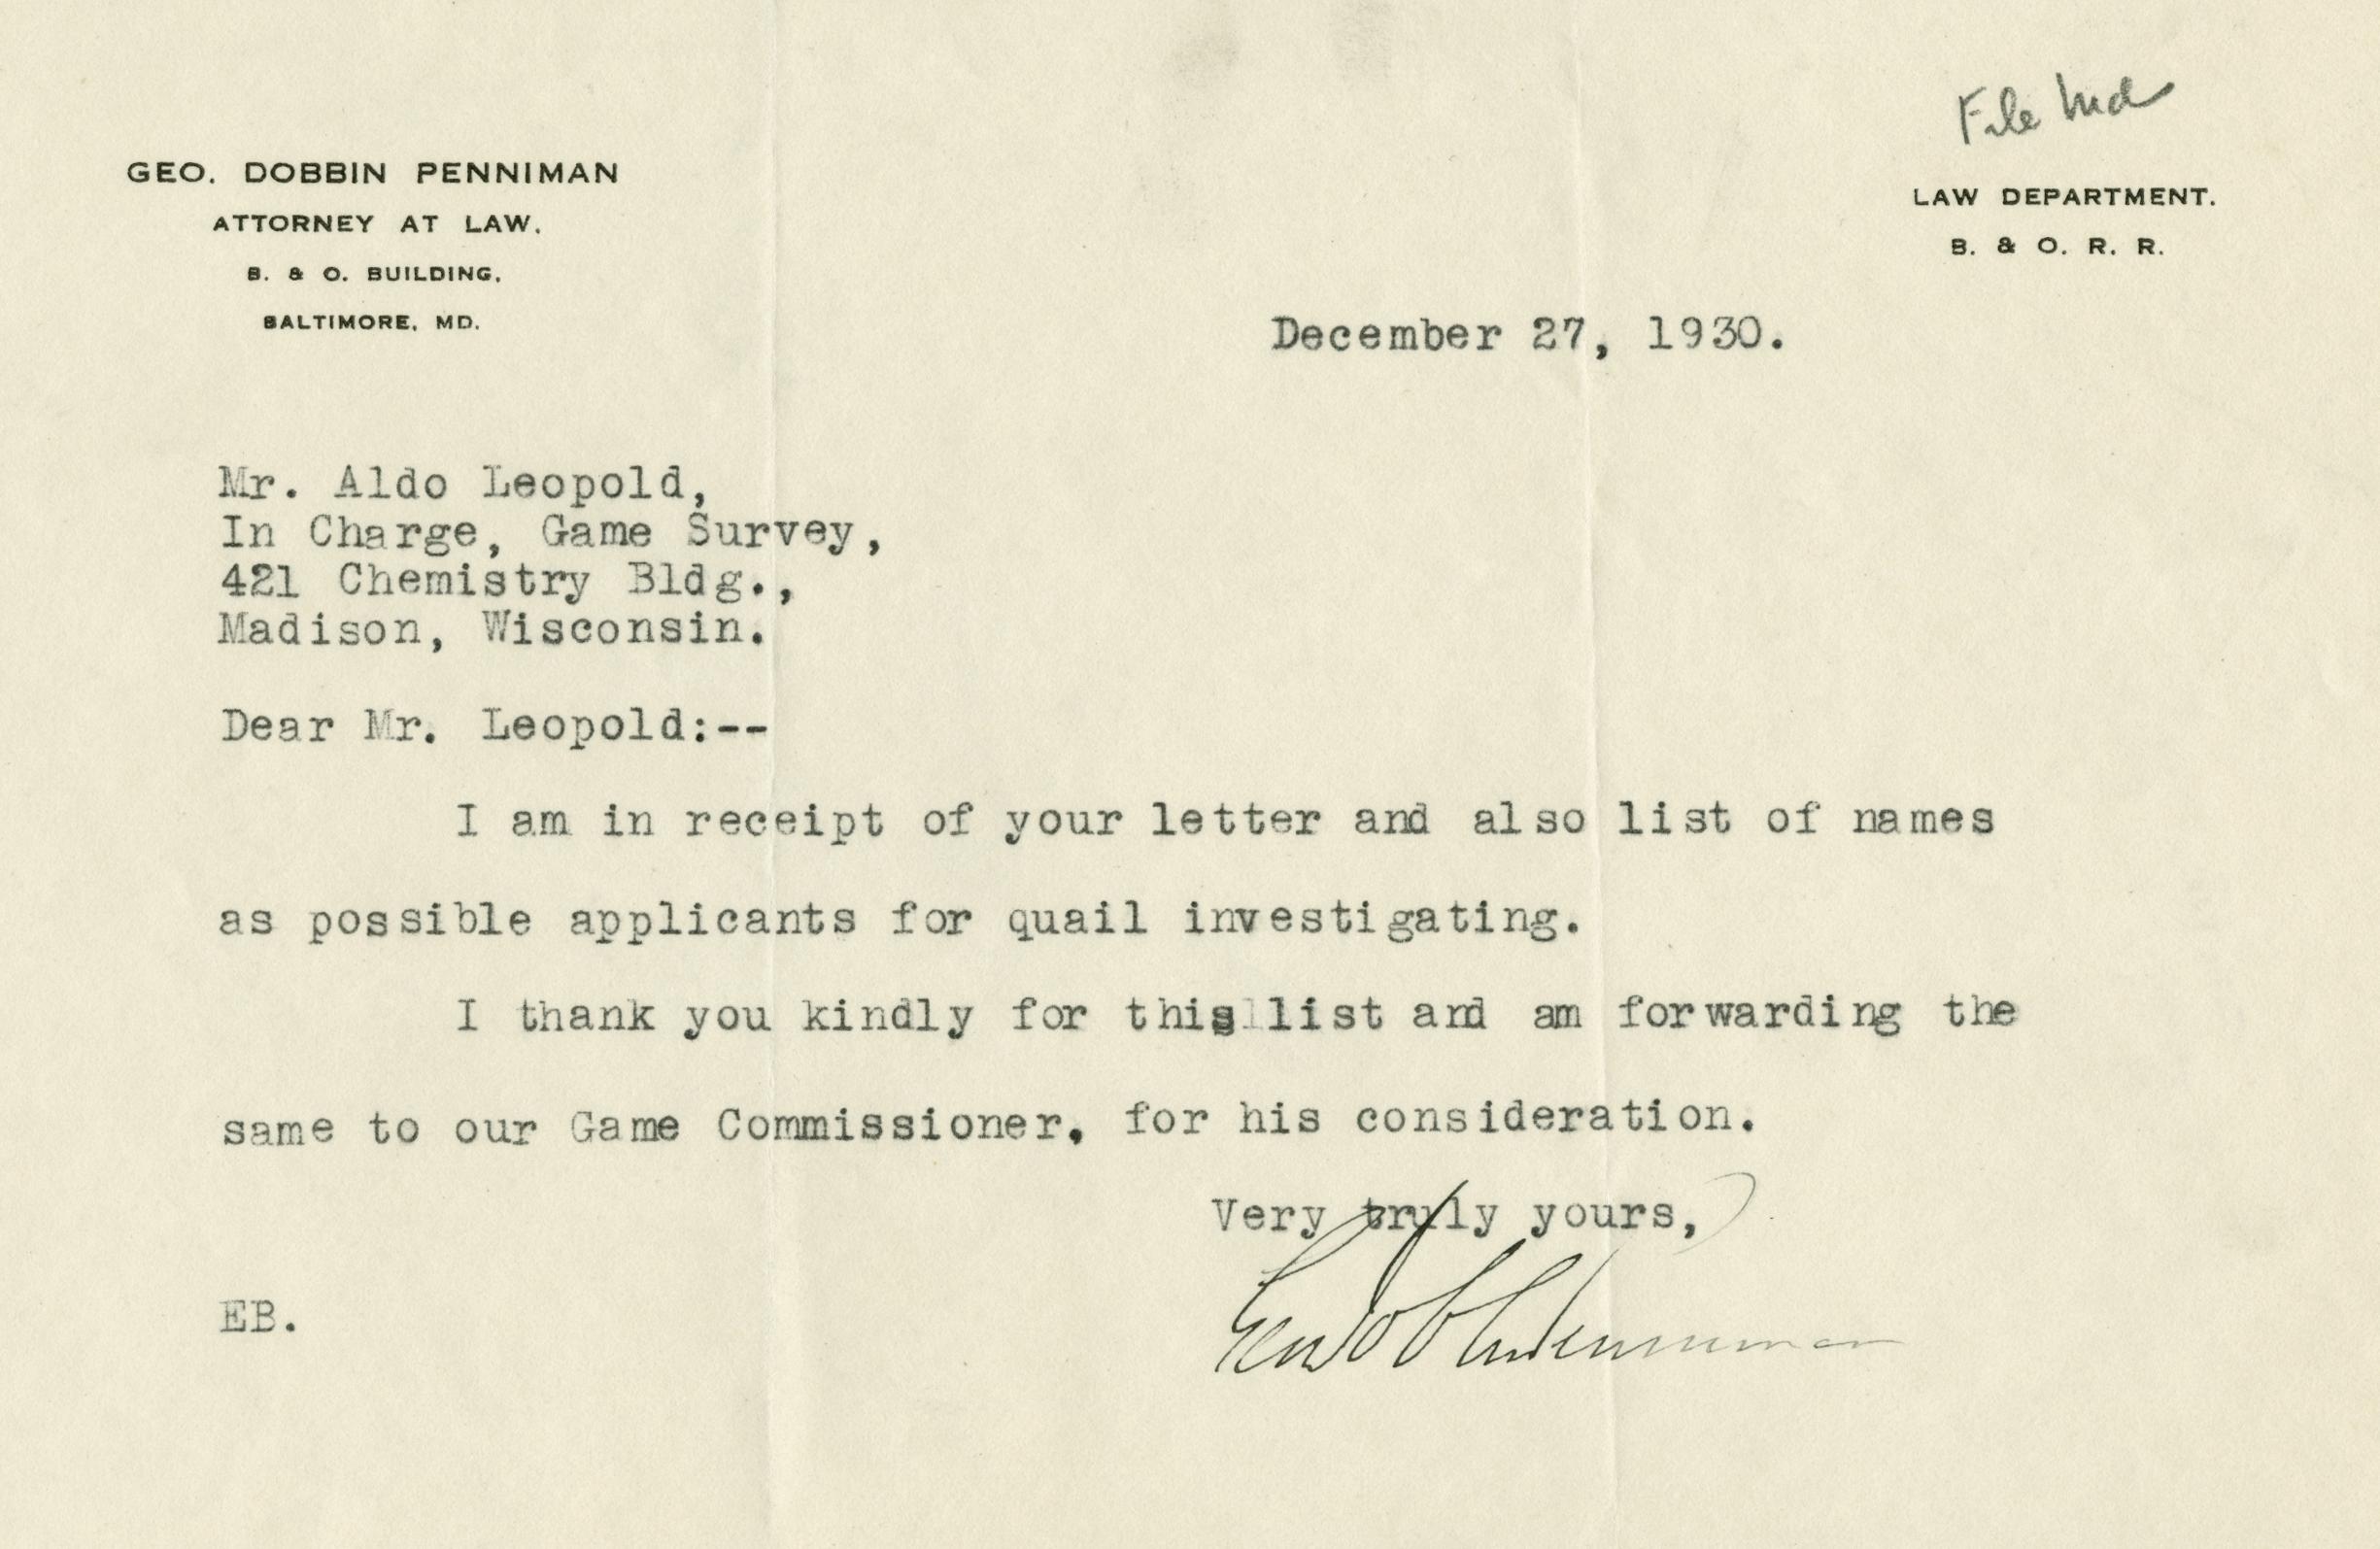 File Md
GEO. DOBBIN PENNIMAN
ATTORNEY AT LAW.
B. & O. BUILDING,
BALTIMORE, MD.
LAW DEPARTMENT.
B. & O. R. R.
December 27, 1930.
Mr. Aldo Leopold,
In Charge, Game Survey,
421 Chemistry Bldg.,
Madison, Wisconsin.
Dear Mr. Leopold:--
I am in receipt of your letter and also list of names
as possible applicants for quail investigating.
I thank you kindly for this list and am forwarding the
same to our Game Commissioner, for his consideration.
Very truly yours,
Geo Dobbin Penniman
EB.